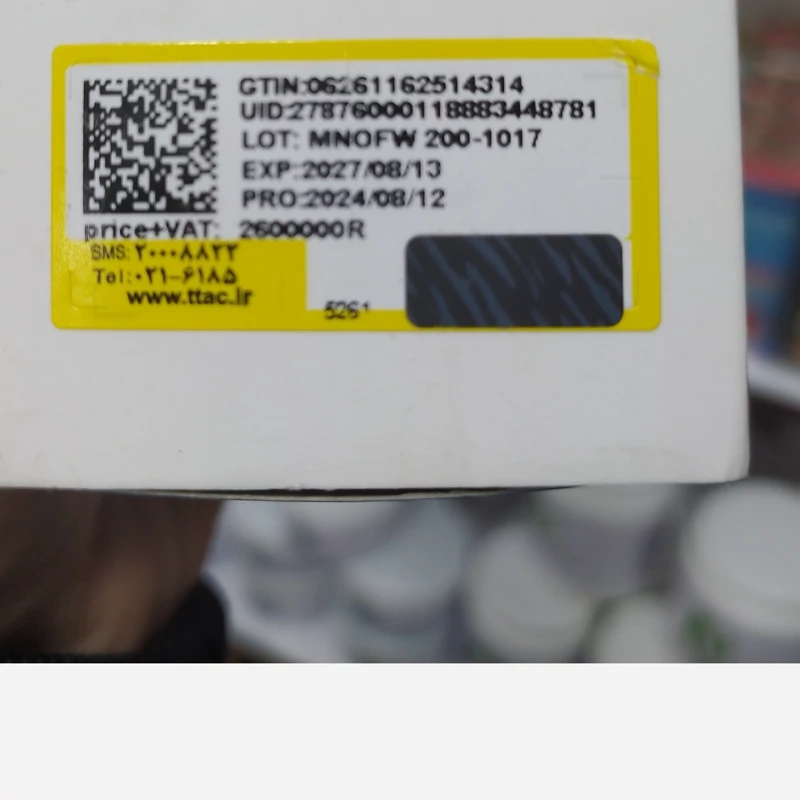 GTIN:06261162514314
UID:27876000118883448781
LOT: MNOFW 200-1017
EXP:2027/08/13
PRO:2024/08/12
price+VAT: 2600000R
SMS:۲۰۰۰۸۸۲۲
Tel:۰۲۱-۶۱۸۵
www.ttac.ir